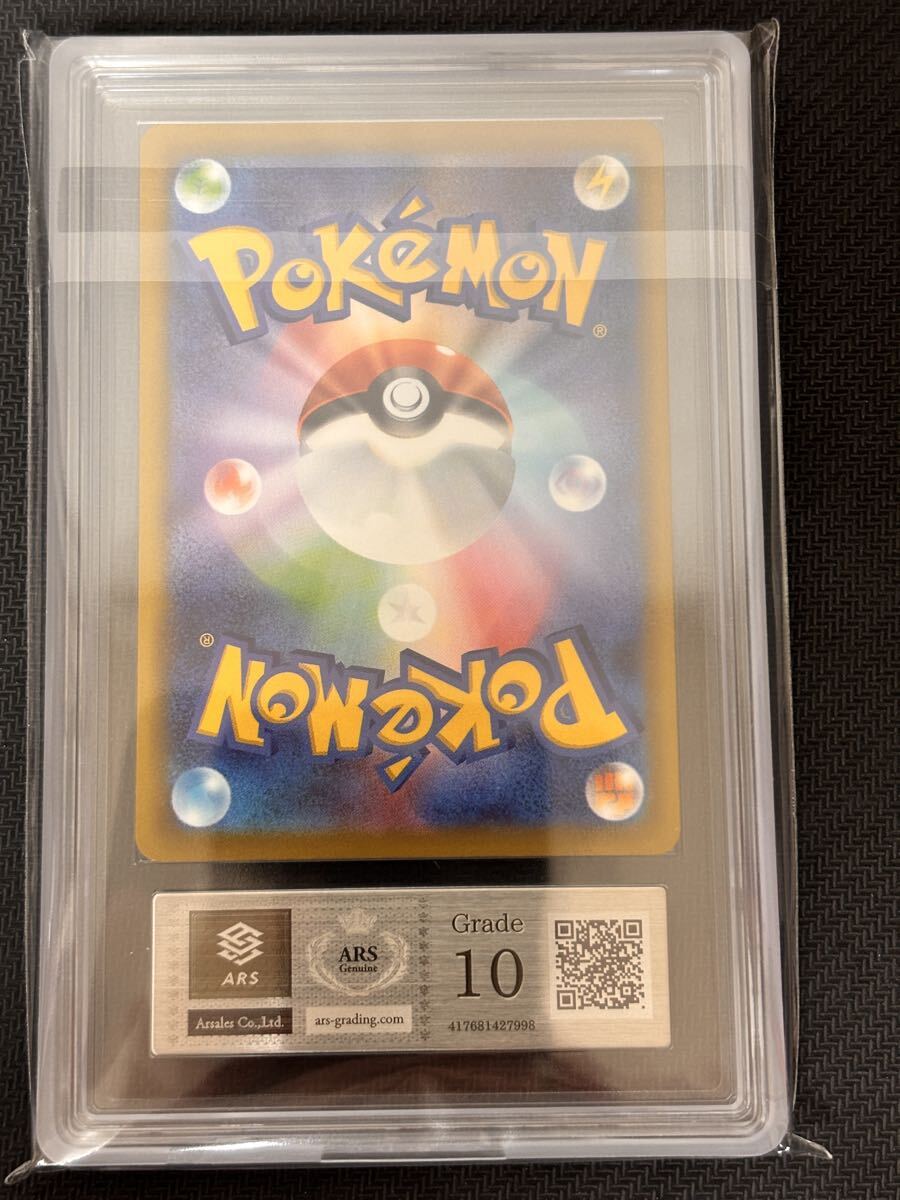 POKéMON
®
®
POKéMON
ARS
Arsales Co.,Ltd.
ARS
Genuine
ars-grading.com
Grade
10
417681427998